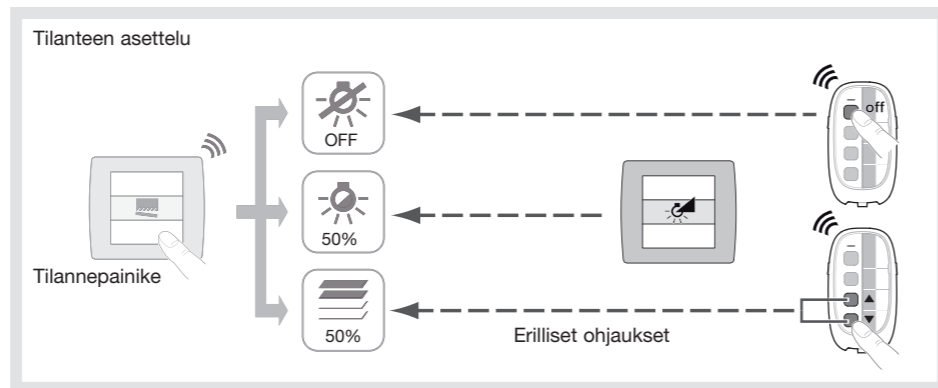 Tilanteen asettelu
off
OFF
50%
Tilannepainike
50%
Erilliset ohjaukset